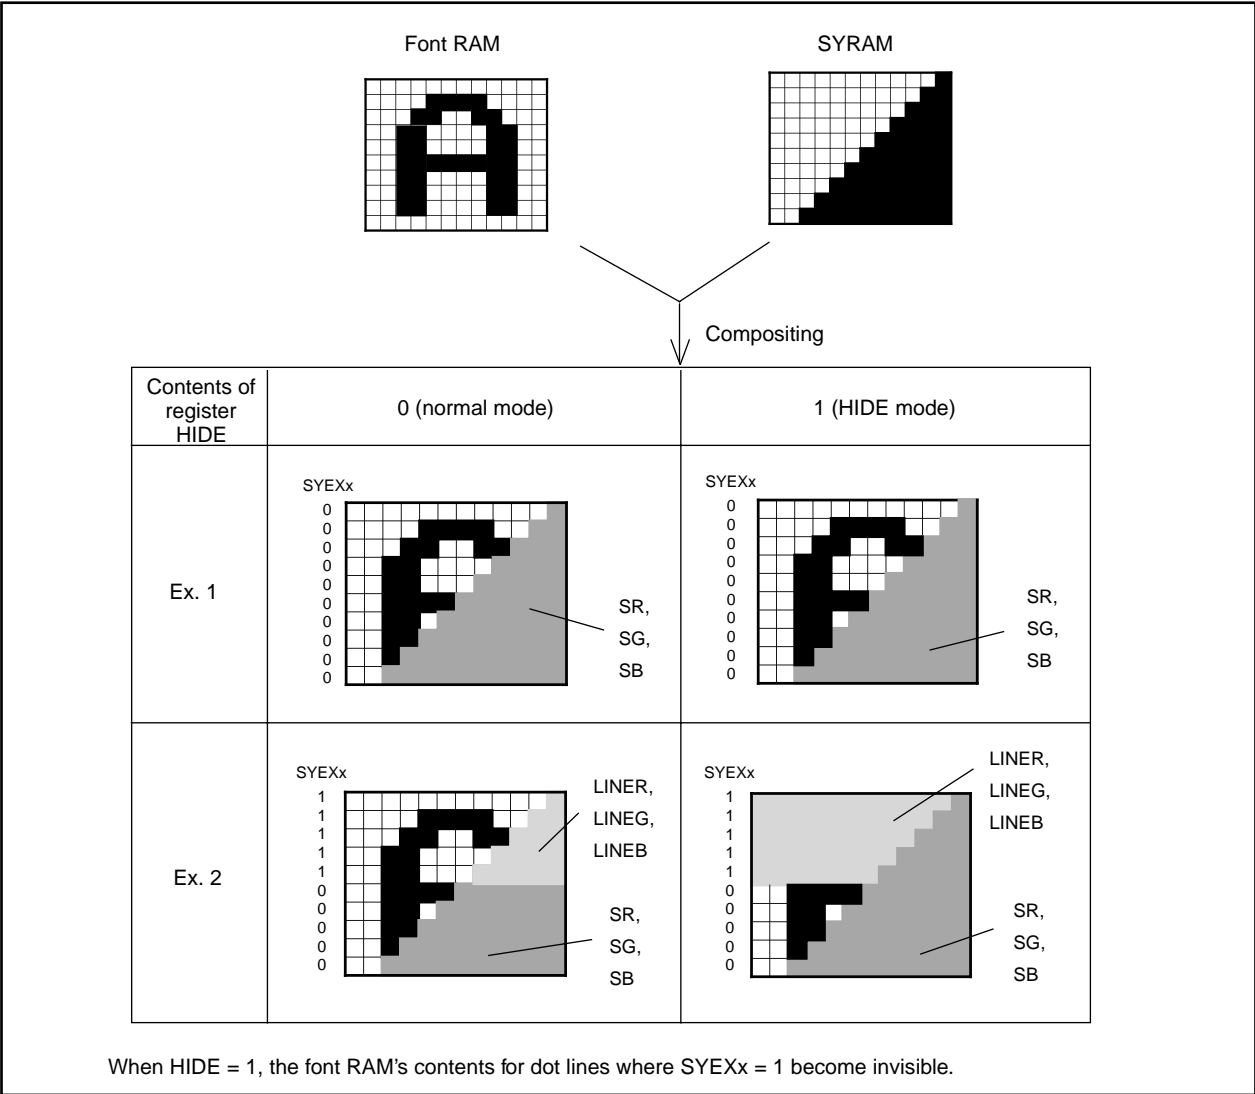 Font RAM
SYRAM
Compositing
Contents of
register
HIDE
0 (normal mode)
1 (HIDE mode)
Ex. 1
SYEXx
0
0
0
0
0
0
0
0
0
0
SR,
SG,
SB
SYEXx
0
0
0
0
0
0
0
0
0
0
SR,
SG,
SB
Ex. 2
SYEXx
1
1
1
1
1
0
0
0
0
0
LINER,
LINEG,
LINEB
SR,
SG,
SB
SYEXx
1
1
1
1
1
0
0
0
0
0
LINER,
LINEG,
LINEB
SR,
SG,
SB
When HIDE = 1, the font RAM’s contents for dot lines where SYEXx = 1 become invisible.